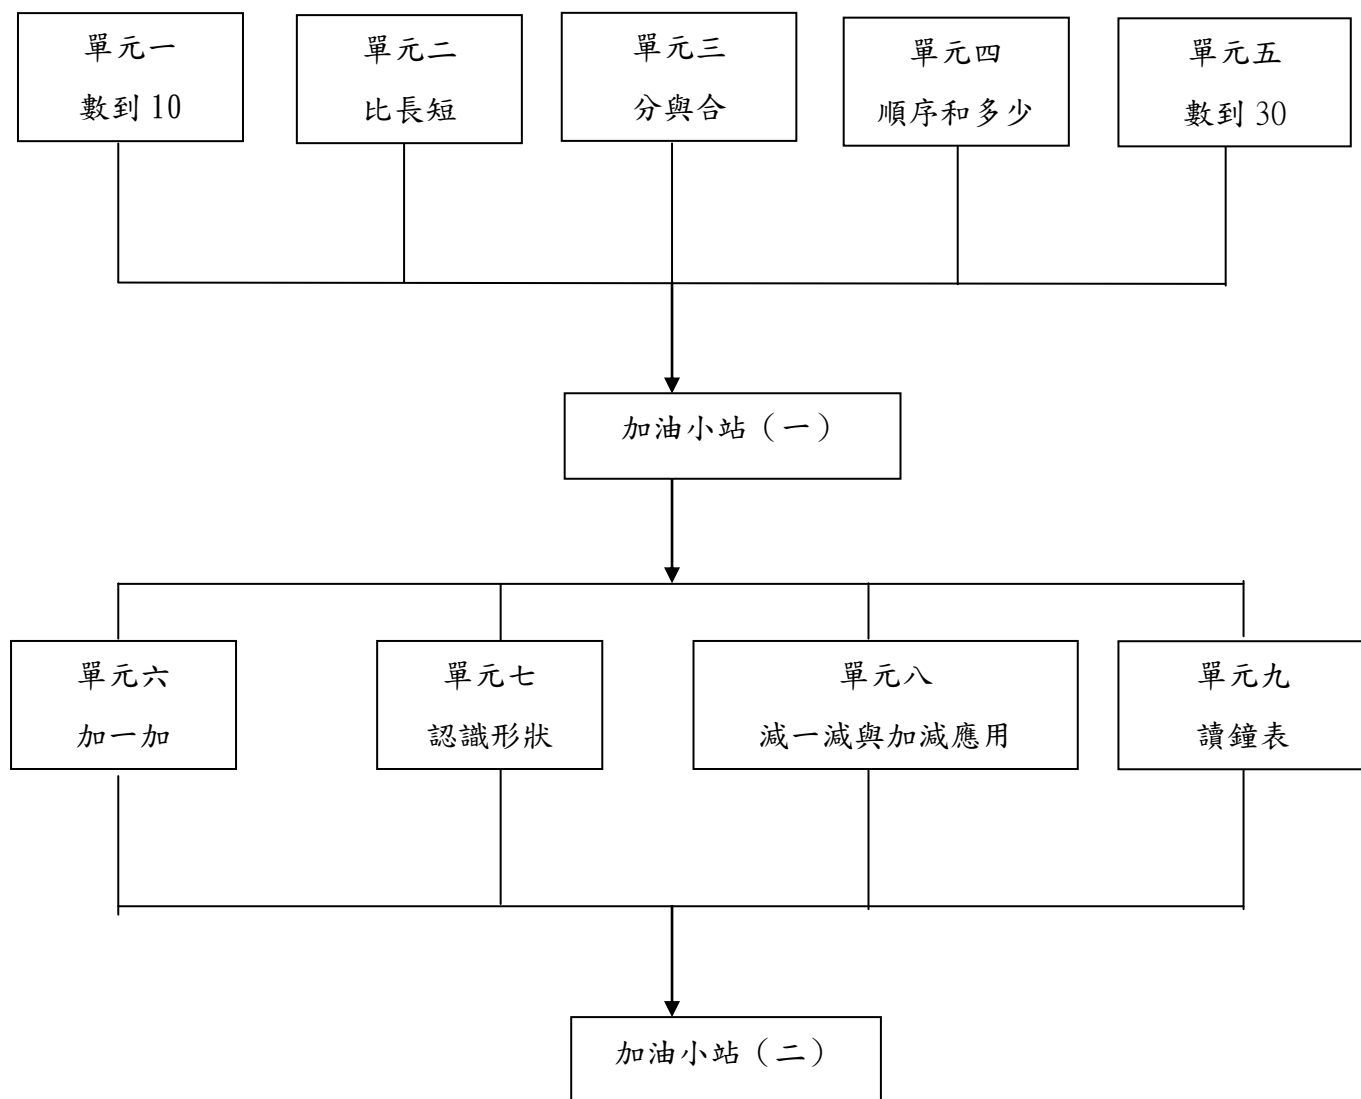 單元一
數到 10
單元二
比長短
單元三
分與合
單元四
順序和多少
單元五
數到 30
加油小站（一）
單元六
加一加
單元七
認識形狀
單元八
減一減與加減應用
單元九
讀鐘表
加油小站（二）